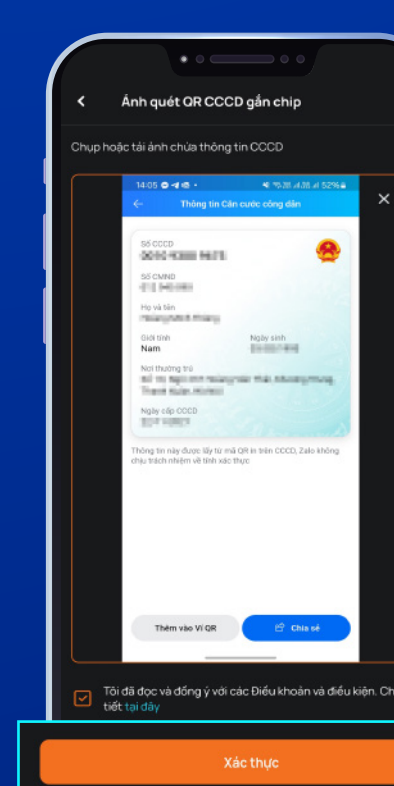 Ảnh quét QR CCCD gắn chip
Chụp hoặc tải ảnh chứa thông tin CCCD
14:05
52%
Thông tin Căn cước công dân
Số CCCD
Số CMND
Họ và tên
Giới tính
Ngày sinh
Nam
Nơi thường trú
Ngày cấp CCCD
Thông tin này được lấy từ mã QR in trên CCCD, Zalo không
chịu trách nhiệm về tính xác thực
Thêm vào Ví QR
Chia sẻ
Tôi đã đọc và đồng ý với các Điều khoản và điều kiện. Ch
tiết tại đây
Xác thực